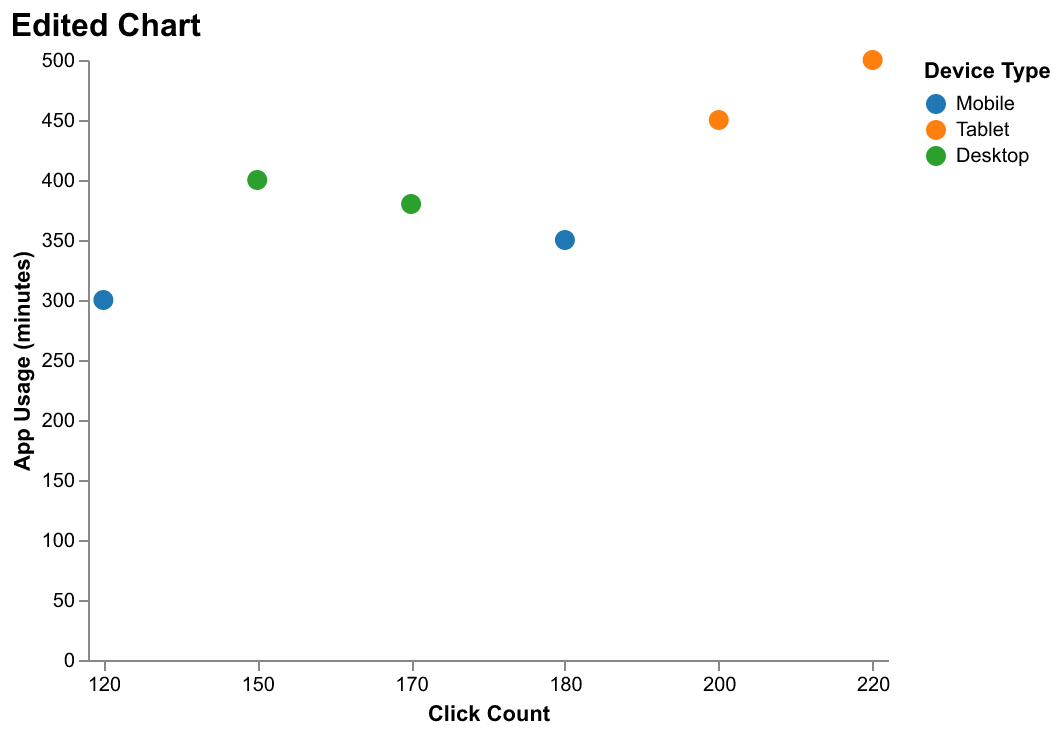 Edited Chart
500
450
400
350
300
250
200
150
100
50
0
App Usage (minutes)
120 150 170 180 200 220
Click Count
Device Type
Mobile
Tablet
Desktop